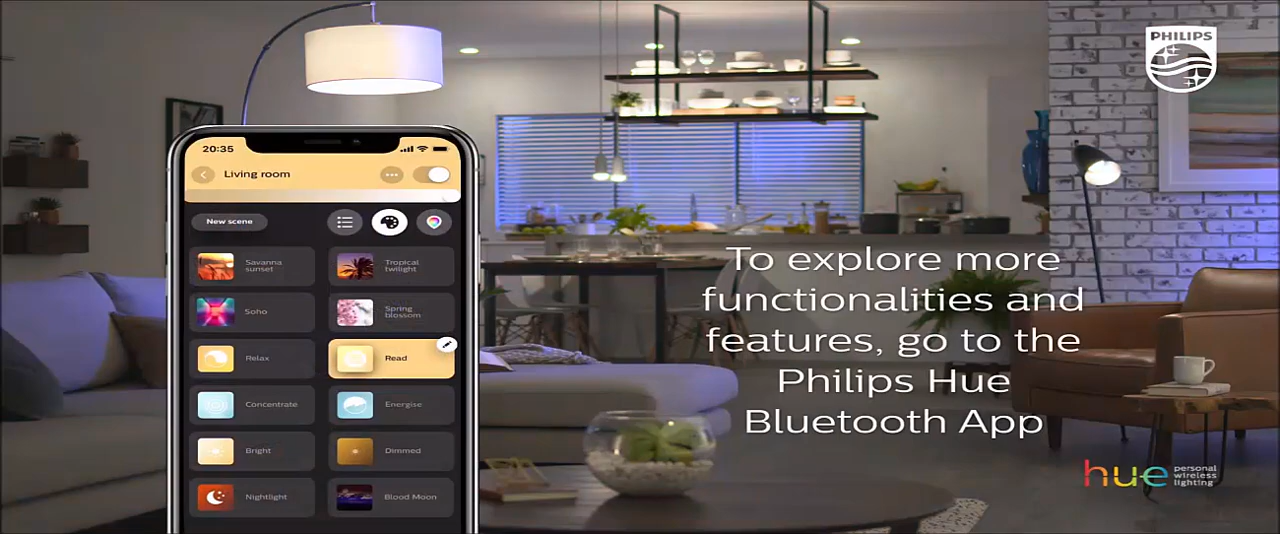 PHILIPS
20:35
Living room
New scene
Savanna
sunset
Tropical
twilight
Soho
Spring
blossom
Relax
Read
Concentrate
Energise
Bright
Dimmed
Nightlight
Blood Moon
To explore more
functionalities and
features, go to the
Philips Hue
Bluetooth App
hue
personal
wireless
lighting